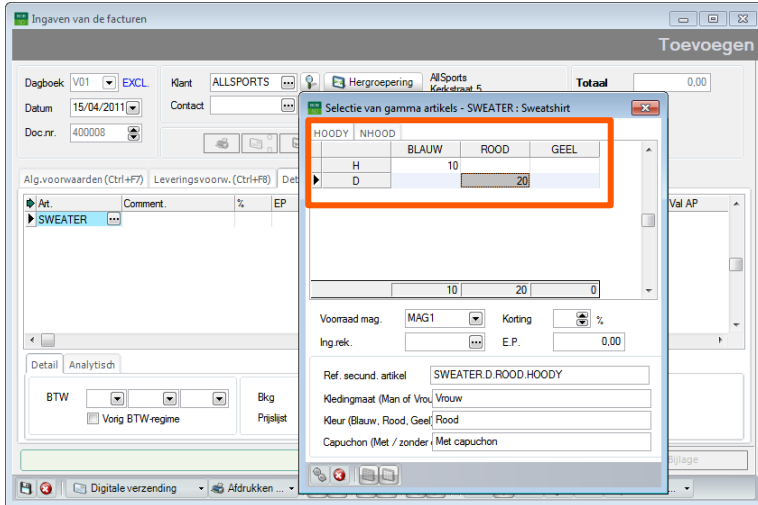 Ingaven van de facturen
Toevoegen
Dagboek V01 EXCL. Klant ALLSPORTS Hergroepering AllSports Totaal 0,00
Kerkstraat 5
Datum 15/04/2011 Contact
Doc.nr. 400008
Selectie van gamma artikels - SWEATER : Sweatshirt
HOODY NHOOD
BLAUW ROOD GEEL
H 10
D 20
10 20 0
Alg.voorwaarden (Ctrl+F7) Leveringsvoorw. (Ctrl+F8) Det
Art. Comment. % EP Val AP
SWEATER
Voorraad mag. MAG1 Korting %
Ing.rek. E.P. 0,00
Ref. secund. artikel SWEATER.D.ROOD.HOODY
Kledingmaat (Man of Vrou Vrouw
Kleur (Blauw, Rood, Geel Rood
Capuchon (Met / zonder Met capuchon
Detail Analytisch
BTW Bkg
Vorig BTW-regime Prijslijst
Bijlage
Digitale verzending Afdrukken ...